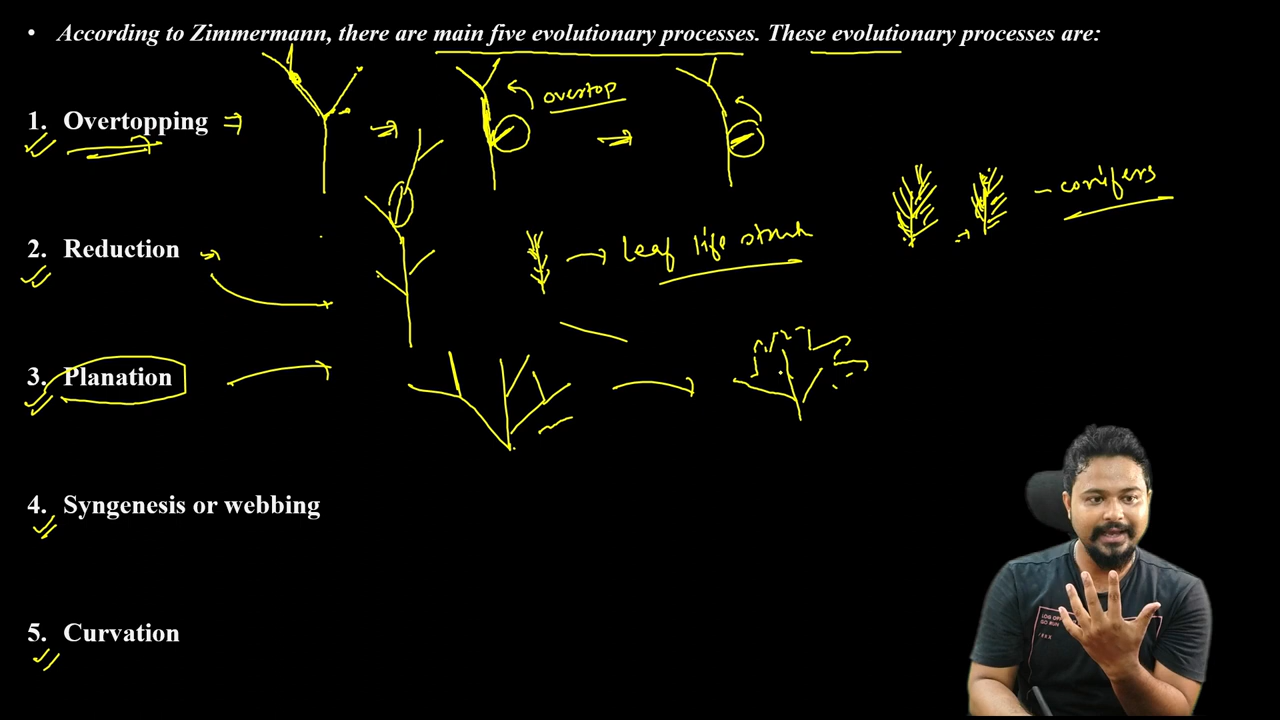 • According to Zimmermann, there are main five evolutionary processes. These evolutionary processes are:
overtop
1. Overtopping
conifers
2. Reduction
leaf life
3. Planation
4. Syngenesis or webbing
5. Curvation